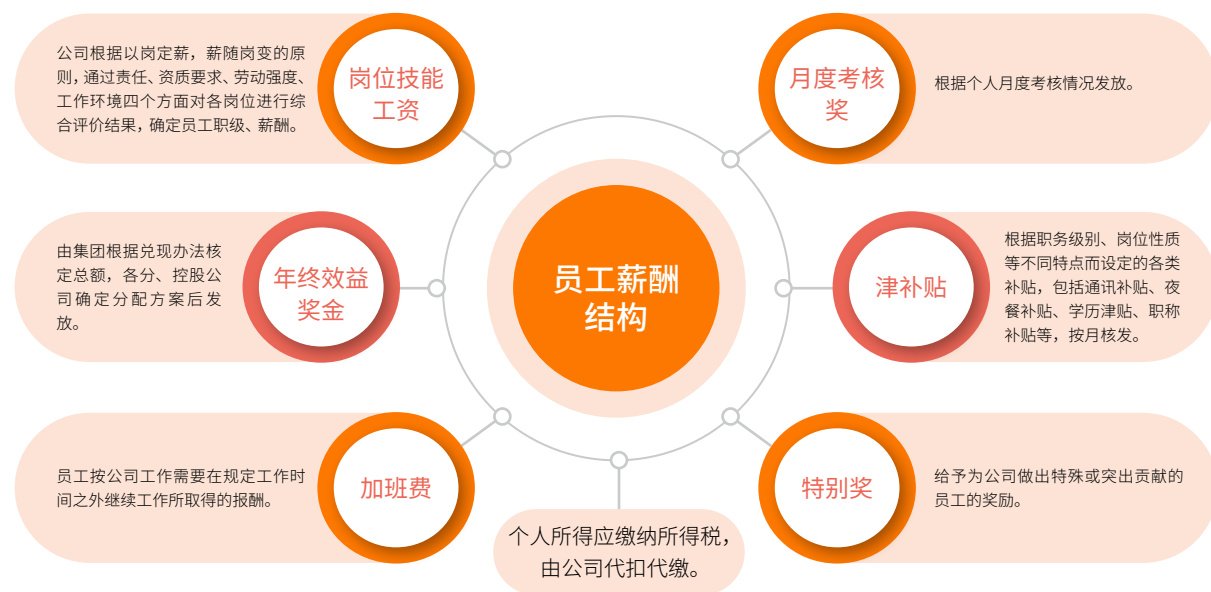 公司根据以岗定薪，薪随岗变的原
则，通过责任、资质要求、劳动强度、
工作环境四个方面对各岗位进行综
合评价结果，确定员工职级、薪酬。
岗位技能
工资
月度考核
奖
根据个人月度考核情况发放。
由集团根据兑现办法核
定总额，各分、控股公
司确定分配方案后发
放。
年终效益
奖金
员工薪酬
结构
津补贴
根据职务级别、岗位性质
等不同特点而设定的各类
补贴，包括通讯补贴、夜
餐补贴、学历津贴、职称
补贴等，按月核发。
员工按公司工作需要在规定工作时
间之外继续工作所取得的报酬。
加班费
特别奖
给予为公司做出特殊或突出贡献的
员工的奖励。
个人所得应缴纳所得税，
由公司代扣代缴。